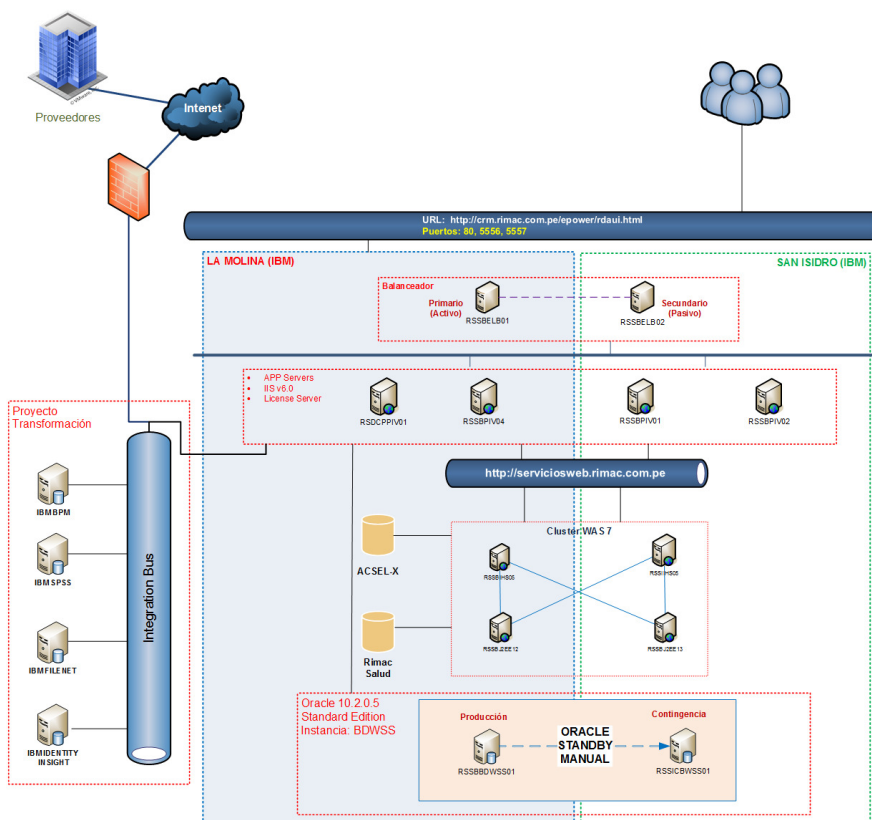 ©VMware
Proveedores
Intenet
URL: http://crm.rimac.com.pe/epower/rdaui.html
Puertos: 80, 5556, 5557
LA MOLINA (IBM)
SAN ISIDRO (IBM)
Balanceador
Primario
(Activo)
RSSBELB01
Secundario
(Pasivo)
RSSBELB02
• APP Servers
• IIS v6.0
• License Server
RSDCPPIV01
RSSBPIV04
RSSBPIV01
RSSBPIV02
Proyecto
Transformación
IBMBPM
IBMSPSS
IBMFILENET
IBMIDENTITY
INSIGHT
Integration Bus
http://serviciosweb.rimac.com.pe
Cluster WAS 7
ACSEL-X
Rimac
Salud
RSSBJ2EE12
RSSBJ2EE13
Oracle 10.2.0.5
Standard Edition
Instancia: BDWSS
Producción
RSSBBDWSS01
ORACLE
STANDBY
MANUAL
Contingencia
RSSICBWSS01